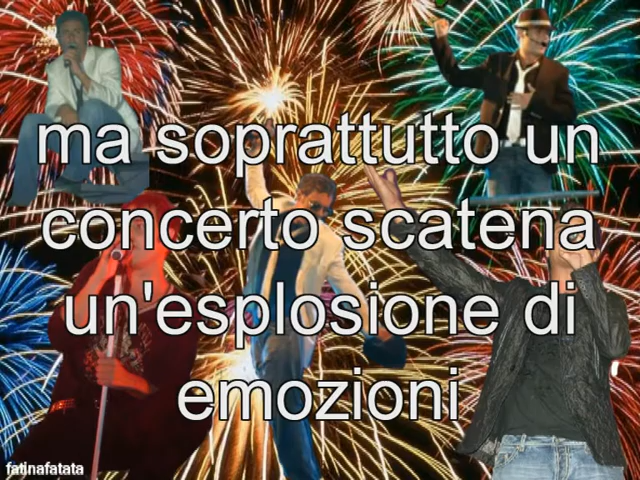 ma soprattutto un
concerto scatena
un'esplosione di
emozioni
fatinafatata